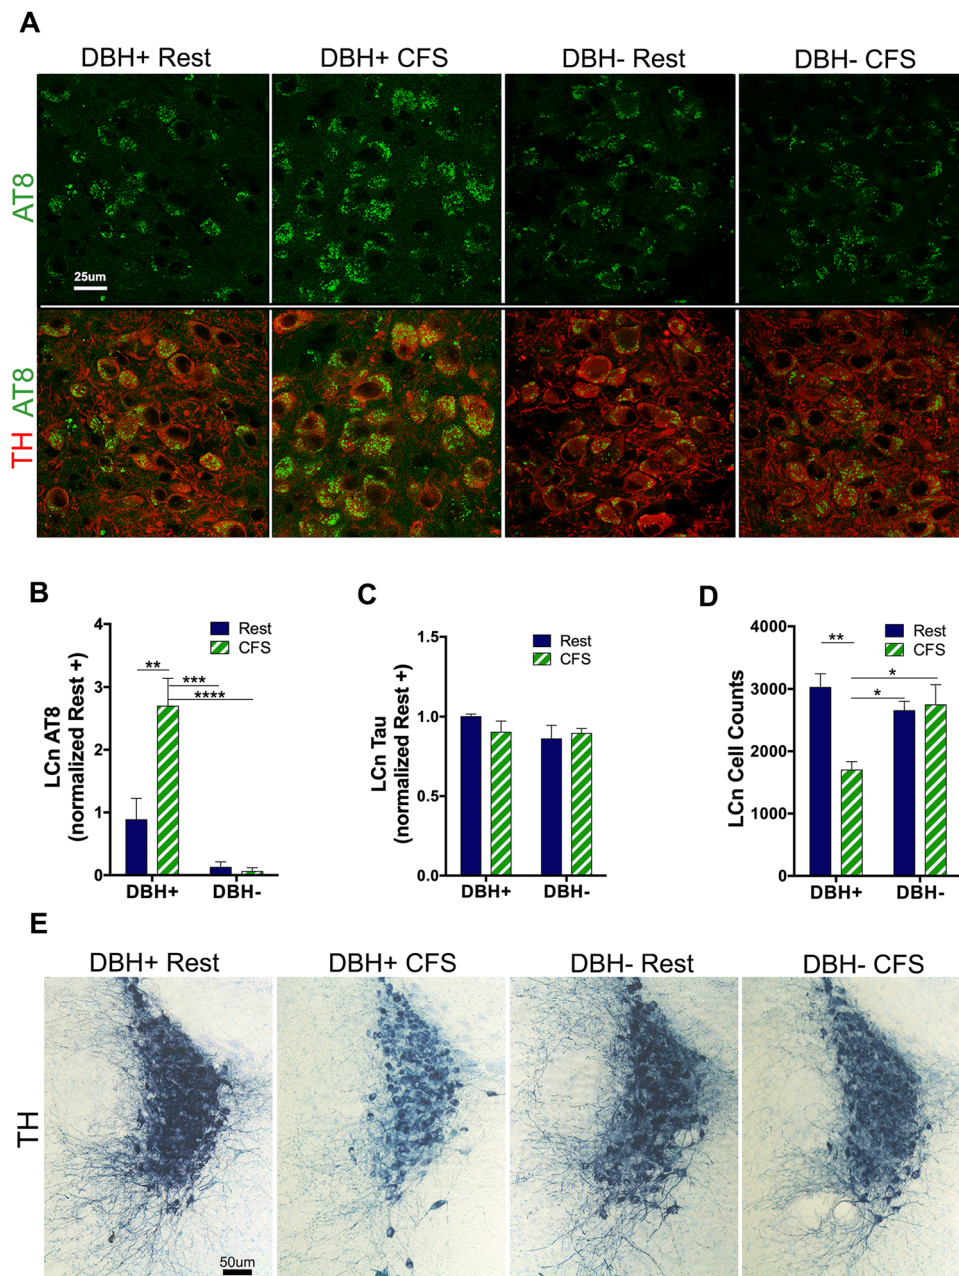 A
DBH+ Rest
DBH+ CFS
DBH- Rest
DBH- CFS
AT8
25um
TH AT8
B
LCn AT8
(normalized Rest +)
4
3
2
1
0
Rest
CFS
**
***
****
DBH+
DBH-
C
LCn Tau
(normalized Rest +)
1.5
1.0
0.5
0.0
Rest
CFS
DBH+
DBH-
D
LCn Cell Counts
4000
3000
2000
1000
0
Rest
CFS
**
*
*
DBH+
DBH-
E
DBH+ Rest
DBH+ CFS
DBH- Rest
DBH- CFS
TH
50um